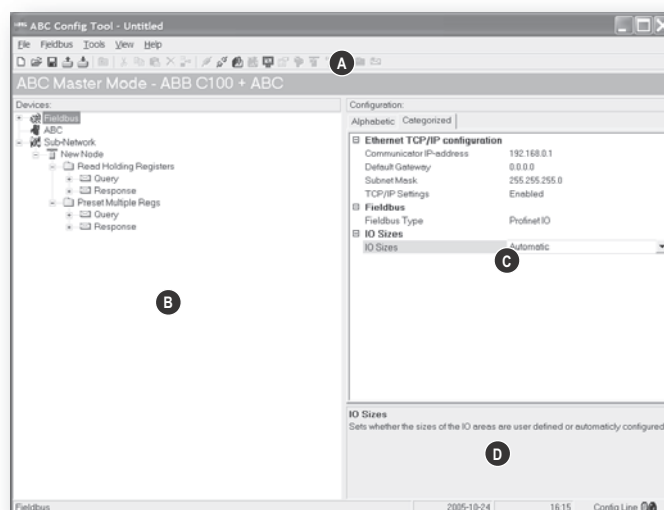 ABC Config Tool - Untitled
File Fieldbus Tools View Help
A
ABC Master Mode - ABB C100 + ABC
Devices:
Fieldbus
ABC
Sub-Network
New Node
Read Holding Registers
Query
Response
Preset Multiple Regs
Query
Response
B
Configuration:
Alphabetic Categorized
Ethernet TCP/IP configuration
Communicator IP-address 192.168.0.1
Default Gateway 0.0.0.0
Subnet Mask 255.255.255.0
TCP/IP Settings Enabled
Fieldbus
Fieldbus Type Profinet IO
IO Sizes
IO Sizes Automatic
C
IO Sizes
Sets whether the sizes of the IO areas are user defined or automaticly configured
D
Fieldbus 2005-10-24 16:15 Config Line